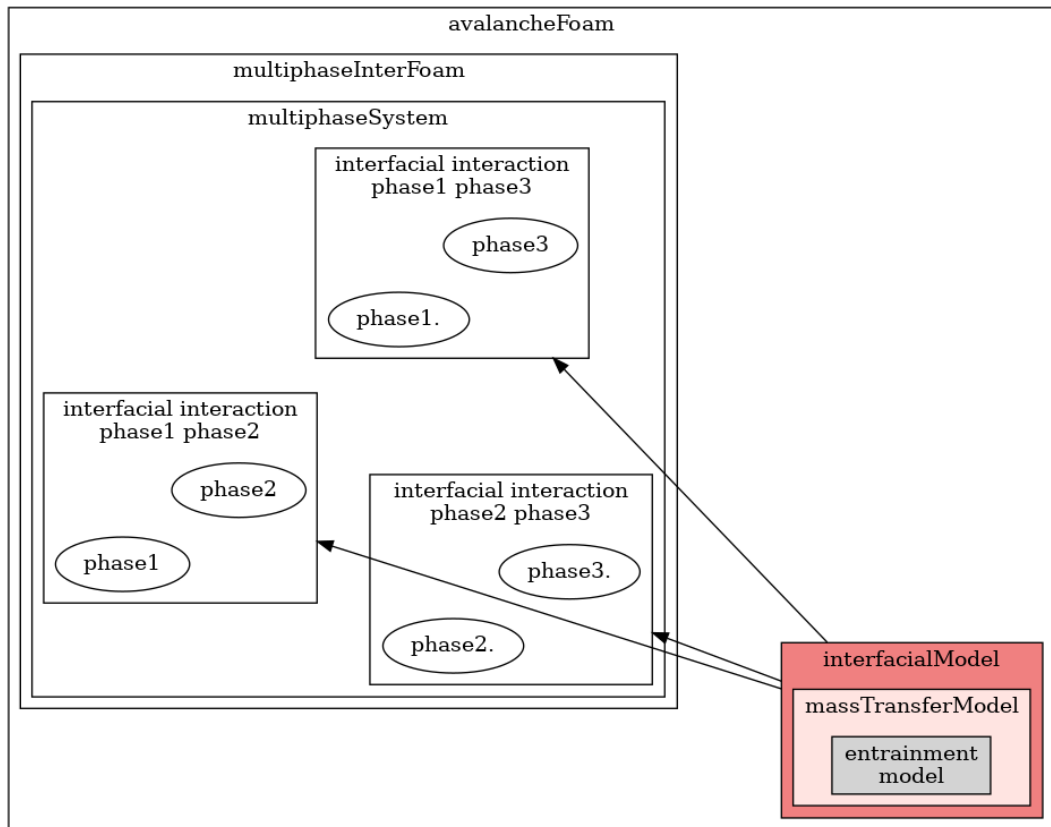 avalancheFoam
multiphaseInterFoam
multiphaseSystem
interfacial interaction
phase1 phase3
phase3
phase1.
interfacial interaction
phase1 phase2
phase2
phase1
interfacial interaction
phase2 phase3
phase3.
phase2.
interfacialModel
massTransferModel
entrainment
model